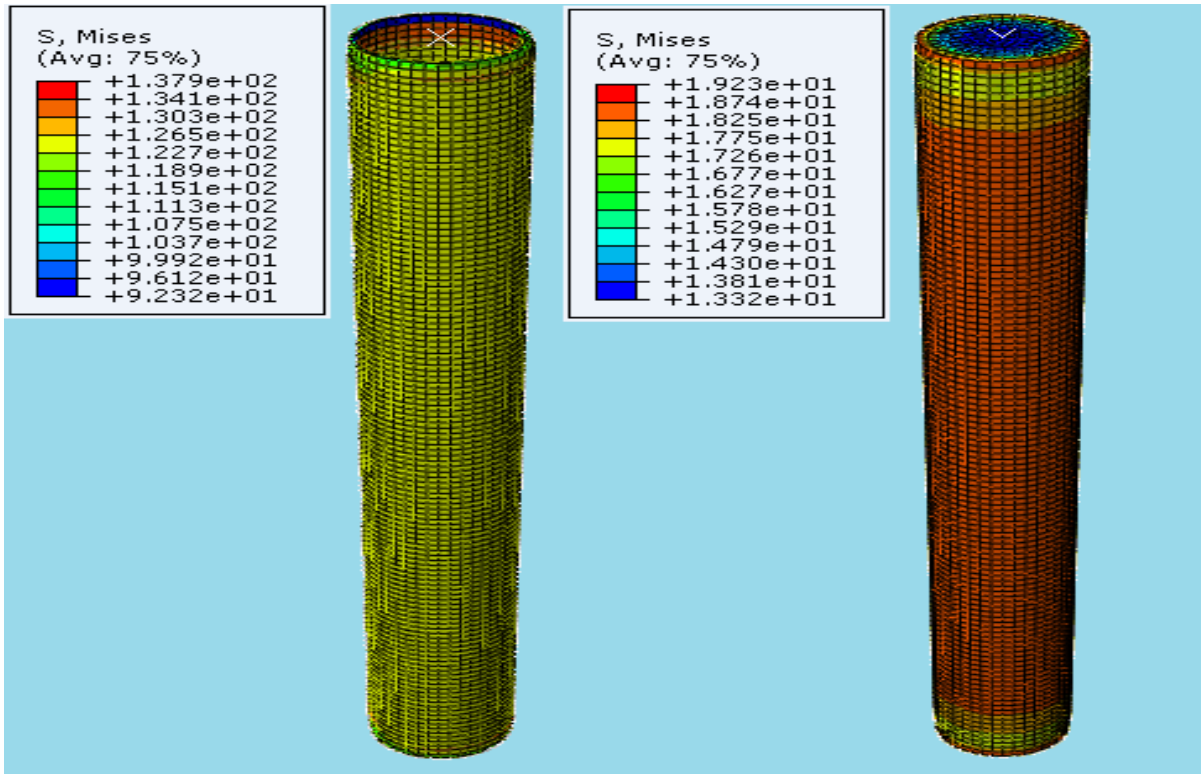 S, Mises
(Avg: 75%)
+1.379e+02
+1.341e+02
+1.303e+02
+1.265e+02
+1.227e+02
+1.189e+02
+1.151e+02
+1.113e+02
+1.075e+02
+1.037e+02
+9.992e+01
+9.612e+01
+9.232e+01
S, Mises
(Avg: 75%)
+1.923e+01
+1.874e+01
+1.825e+01
+1.775e+01
+1.726e+01
+1.677e+01
+1.627e+01
+1.578e+01
+1.529e+01
+1.479e+01
+1.430e+01
+1.381e+01
+1.332e+01